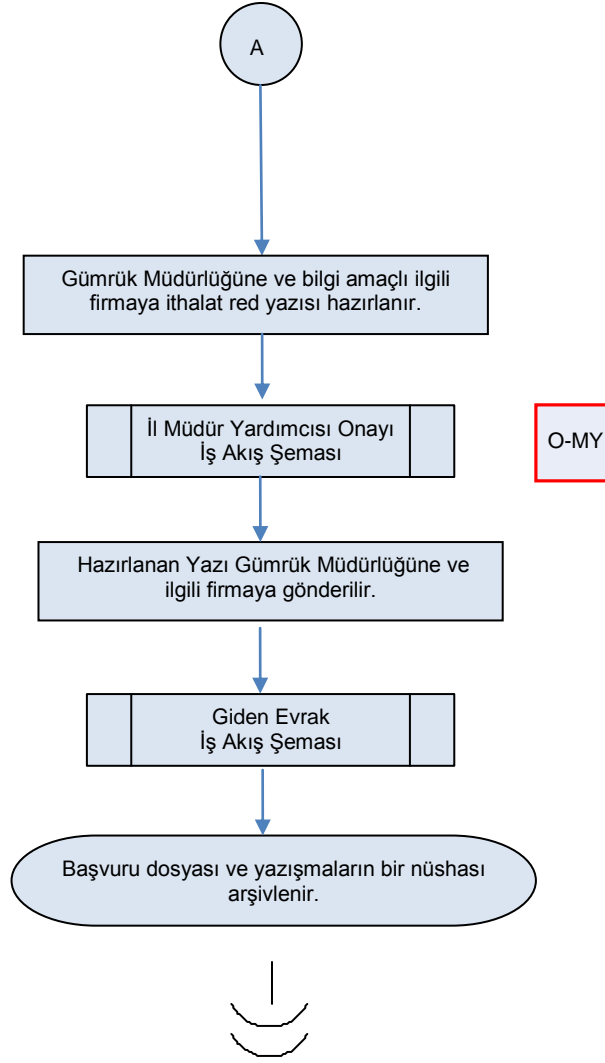 A
Gümrük Müdürlüğüne ve bilgi amaçlı ilgili
firmaya ithalat red yazısı hazırlanır.
İl Müdür Yardımcısı Onayı
İş Akış Şeması
O-MY
Hazırlanan Yazı Gümrük Müdürlüğüne ve
ilgili firmaya gönderilir.
Giden Evrak
İş Akış Şeması
Başvuru dosyası ve yazışmaların bir nüshası
arşivlenir.